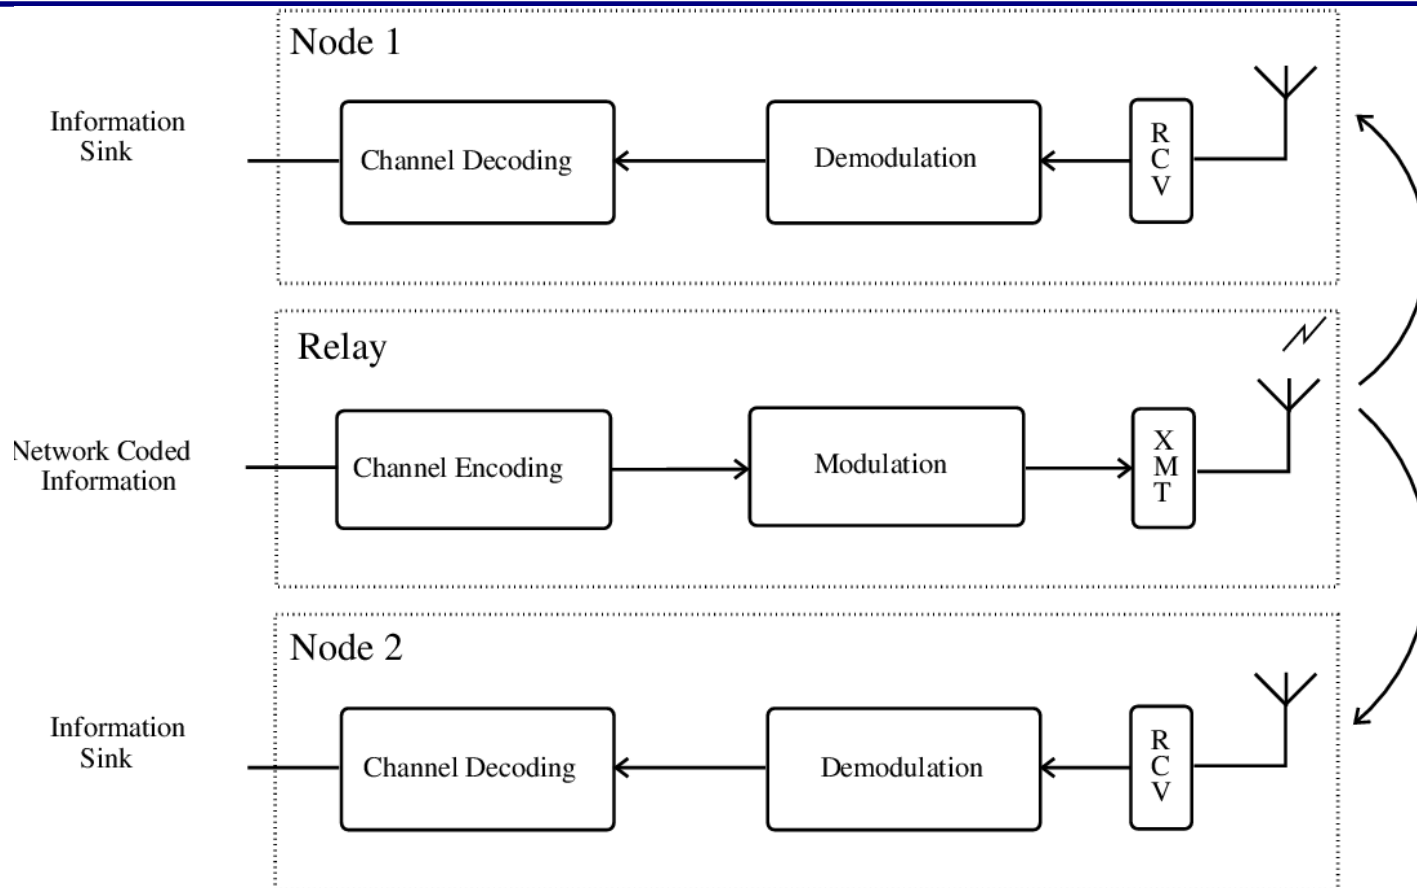 Node 1
Information
Sink
Channel Decoding
Demodulation
R
C
V
Relay
Network Coded
Information
Channel Encoding
Modulation
X
M
T
Node 2
Information
Sink
Channel Decoding
Demodulation
R
C
V